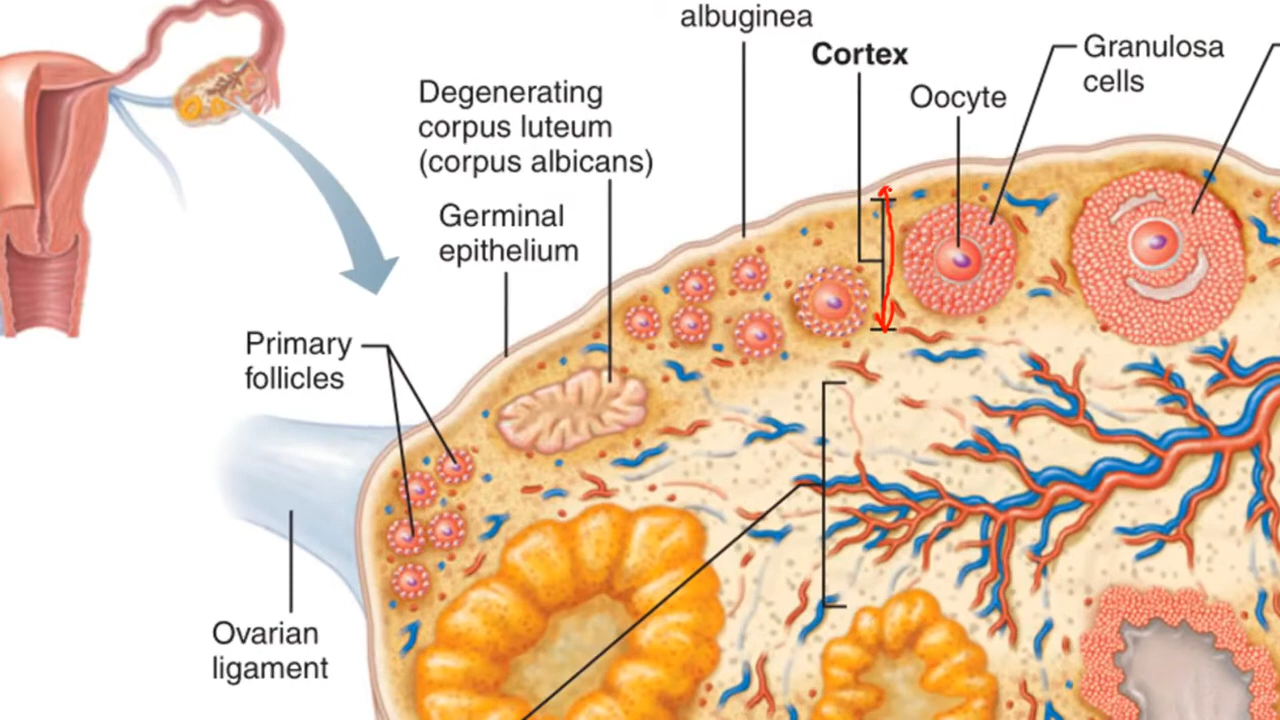 albuginea
Cortex
Granulosa
cells
Oocyte
Degenerating
corpus luteum
(corpus albicans)
Germinal
epithelium
Primary
follicles
Ovarian
ligament